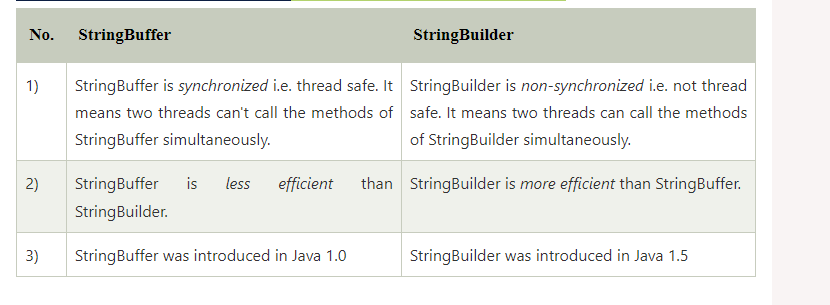 No. StringBuffer StringBuilder
1) StringBuffer is synchronized i.e. thread safe. It
means two threads can't call the methods of
StringBuffer simultaneously.
StringBuilder is non-synchronized i.e. not thread
safe. It means two threads can call the methods
of StringBuilder simultaneously.
2) StringBuffer is less efficient than
StringBuilder.
StringBuilder is more efficient than StringBuffer.
3) StringBuffer was introduced in Java 1.0
StringBuilder was introduced in Java 1.5